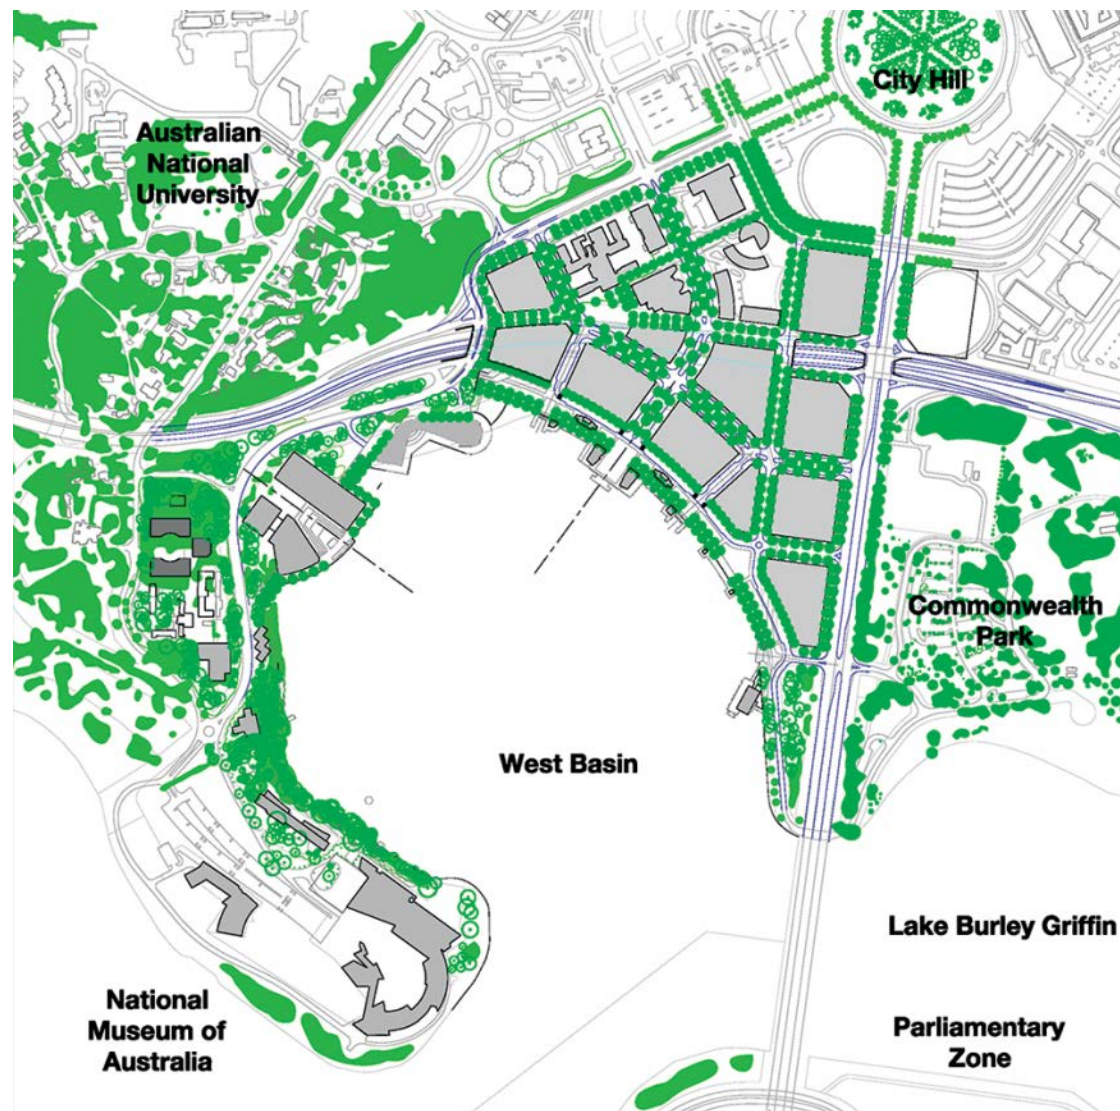 City Hill
Australian
National
University
Commonwealth
Park
West Basin
Lake Burley Griffin
National
Museum of
Australia
Parliamentary
Zone